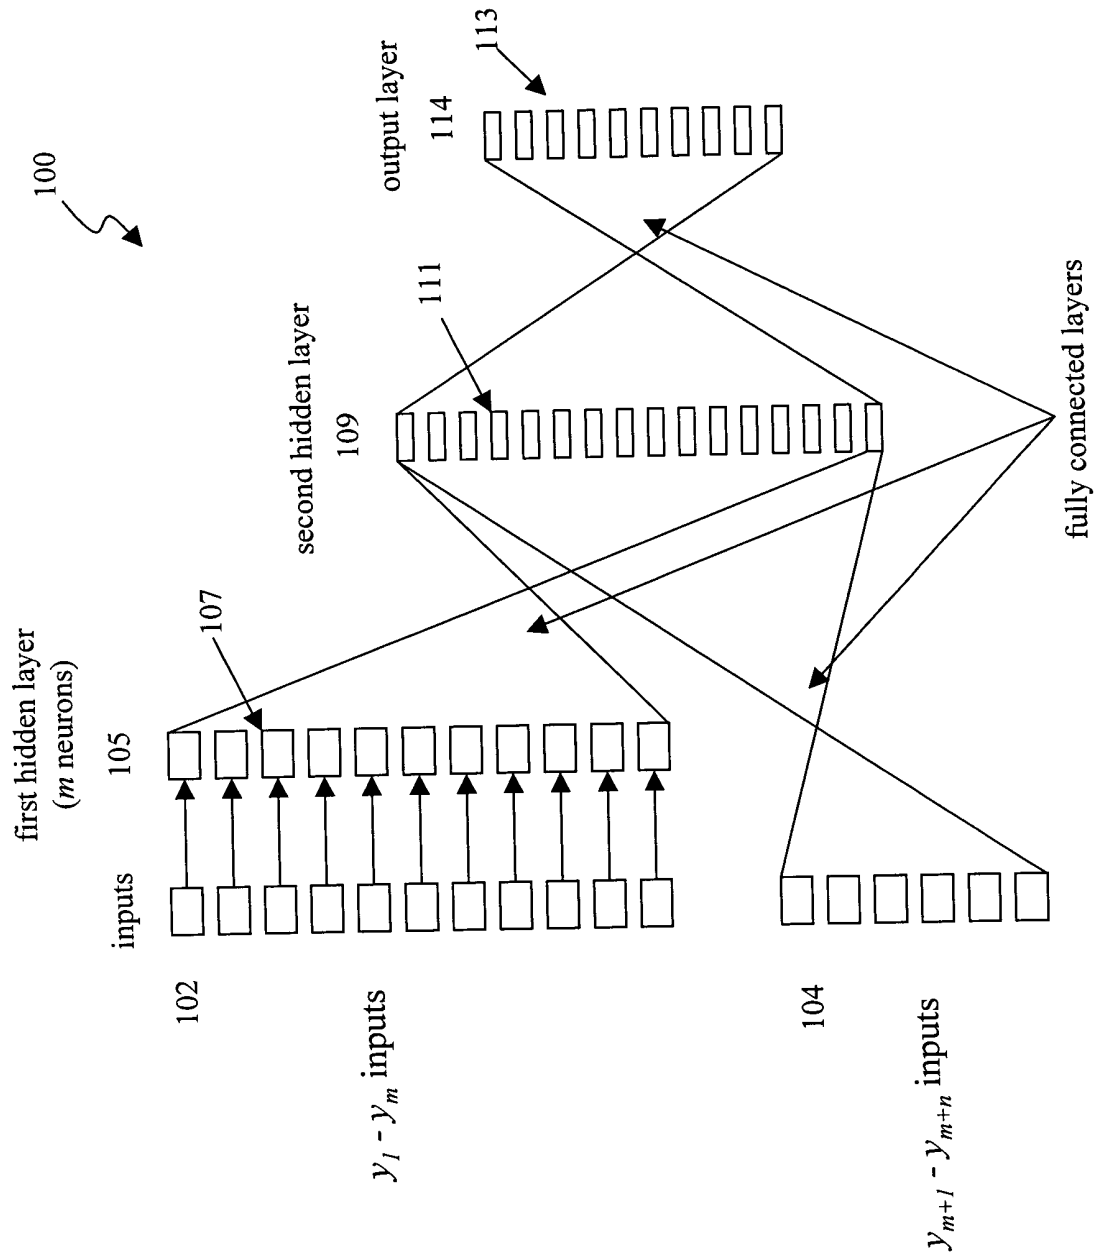 100
first hidden layer
(m neurons)
105
107
inputs
102
y1 - ym inputs
104
ym+1 - ym+n inputs
second hidden layer
109
111
output layer
114
113
fully connected layers